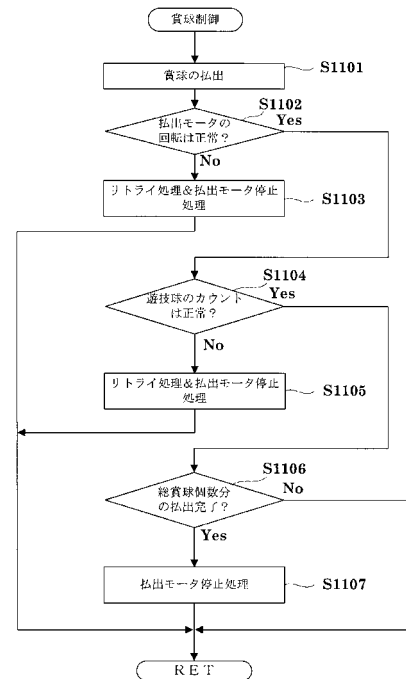 賞球制御
賞球の払出
S1101
S1102
払出モータの
回転は正常？
Yes
No
リトライ処理＆払出モータ停止
処理
S1103
S1104
遊技球のカウント
は正常？
Yes
No
リトライ処理＆払出モータ停止
処理
S1105
S1106
総賞球個数分
の払出完了？
No
Yes
払出モータ停止処理
S1107
ＲＥＴ